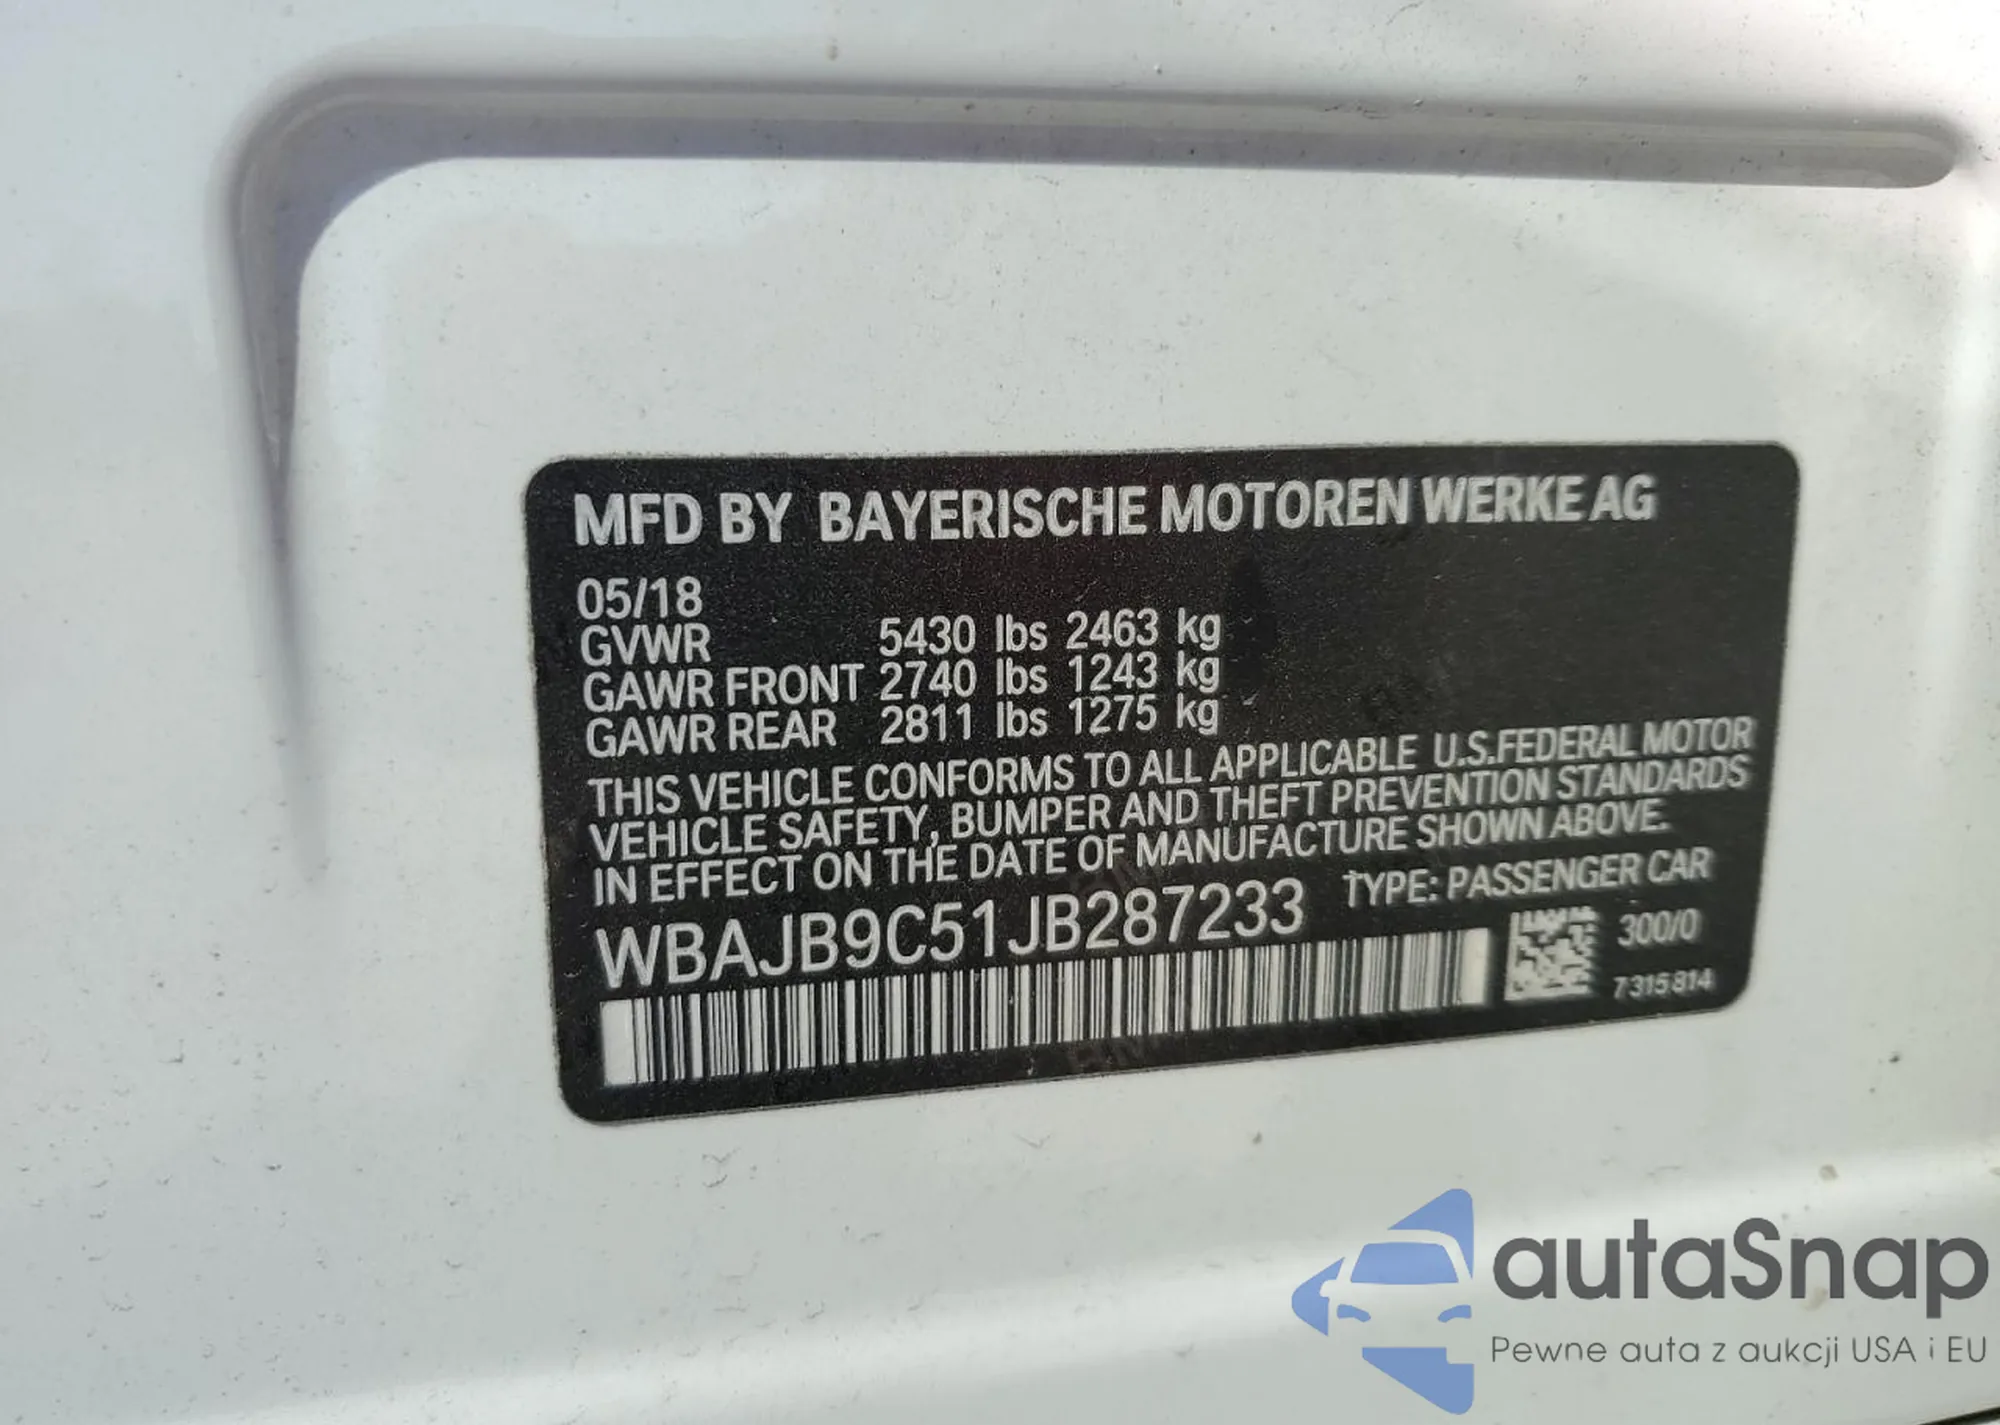 MFD BY BAYERISCHE MOTOREN WERKE AG
05/18
GVWR 5430 lbs 2463 kg
GAWR FRONT 2740 lbs 1243 kg
GAWR REAR 2811 lbs 1275 kg
THIS VEHICLE CONFORMS TO ALL APPLICABLE U.S.FEDERAL MOTOR
VEHICLE SAFETY, BUMPER AND THEFT PREVENTION STANDARDS
IN EFFECT ON THE DATE OF MANUFACTURE SHOWN ABOVE.
WBAJB9C51JB287233 TYPE: PASSENGER CAR
300/0
7315814
autaSnap
Pewne auta z aukcji USA i EU